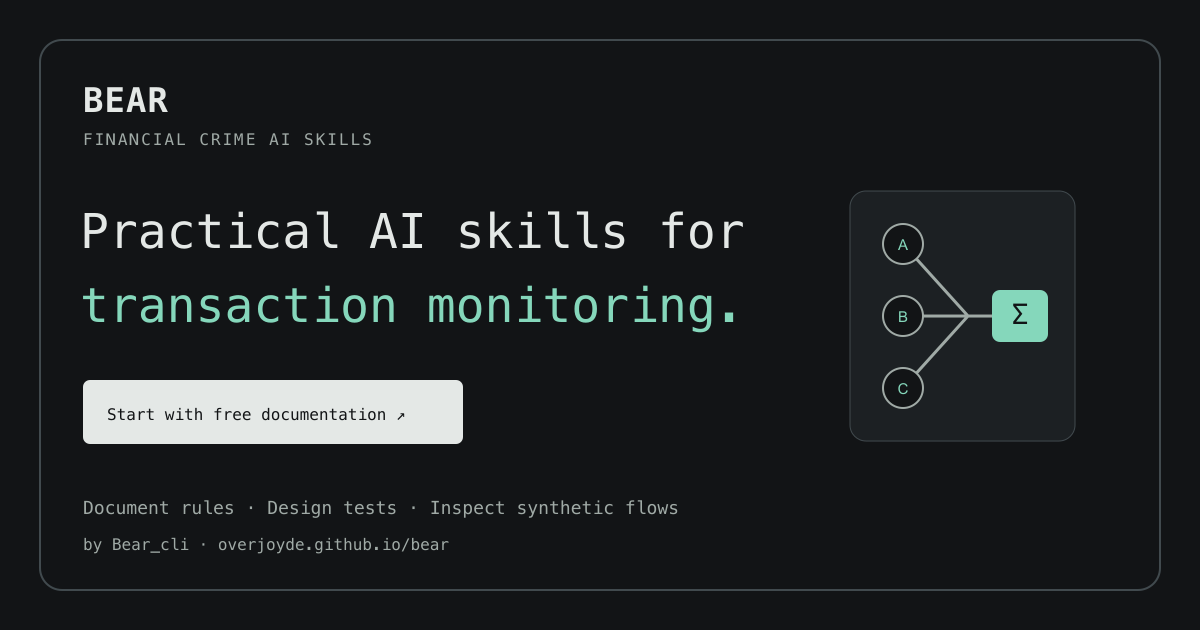 BEAR
FINANCIAL CRIME AI SKILLS
Practical AI skills for
transaction monitoring.
A
B
Σ
C
Start with free documentation ↗
Document rules · Design tests · Inspect synthetic flows
by Bear_cli · overjoyde.github.io/bear